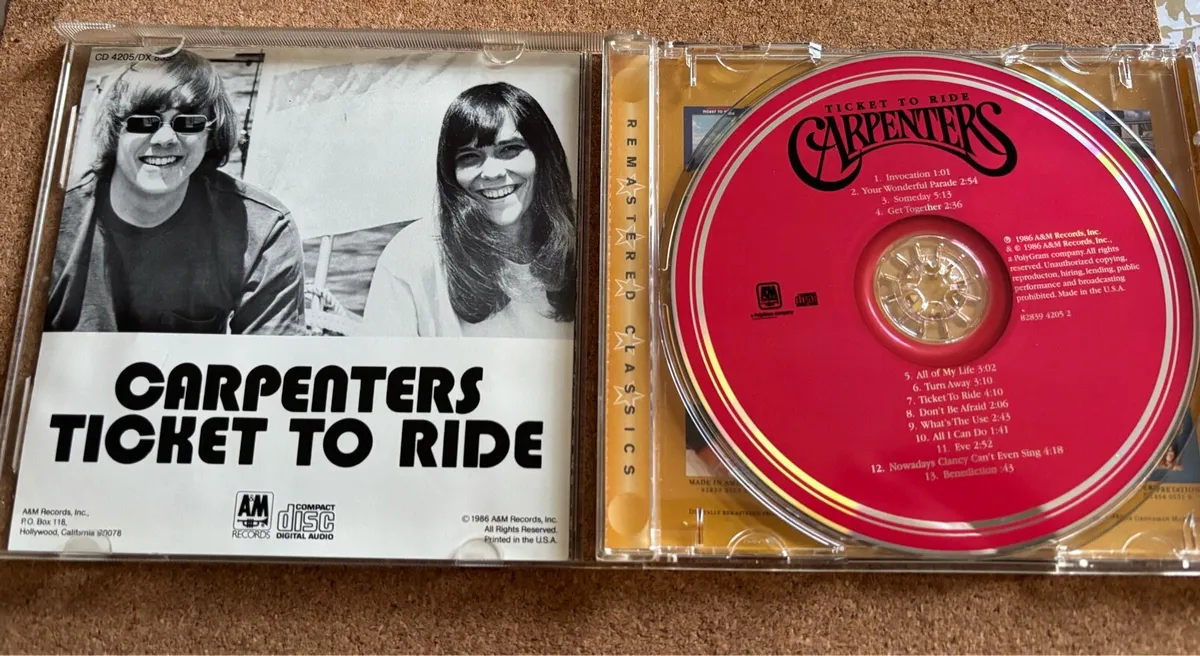 CD 4205/DX
CARPENTERS
TICKET TO RIDE
A&M Records, Inc.,
P.O. Box 118,
Hollywood, California 90078
A&M
RECORDS
COMPACT
disc
DIGITAL AUDIO
© 1986 A&M Records, Inc.
All Rights Reserved.
Printed in the U.S.A.
REMASTERED CLASSICS
TICKET TO RIDE
CARPENTERS
1. Invocation 1:01
2. Your Wonderful Parade 2:54
3. Someday 5:13
4. Get Together 2:36
℗ 1986 A&M Records, Inc.
& © 1986 A&M Records, Inc.,
a PolyGram company. All rights
reserved. Unauthorized copying,
reproducton, hiring, lending, public
performance and broadcasting
prohibited. Made in the U.S.A.
82839 4205 2
A&M
a PolyGram company
5. All of My Life 3:02
6. Turn Away 3:10
7. Ticket To Ride 4:10
8. Don't Be Afraid 2:06
9. What's The Use 2:43
10. All I Can Do 1:41
11. Eve 2:52
12. Nowadays Clancy Can't Even Sing 4:18
13. Benediction :43
MADE IN